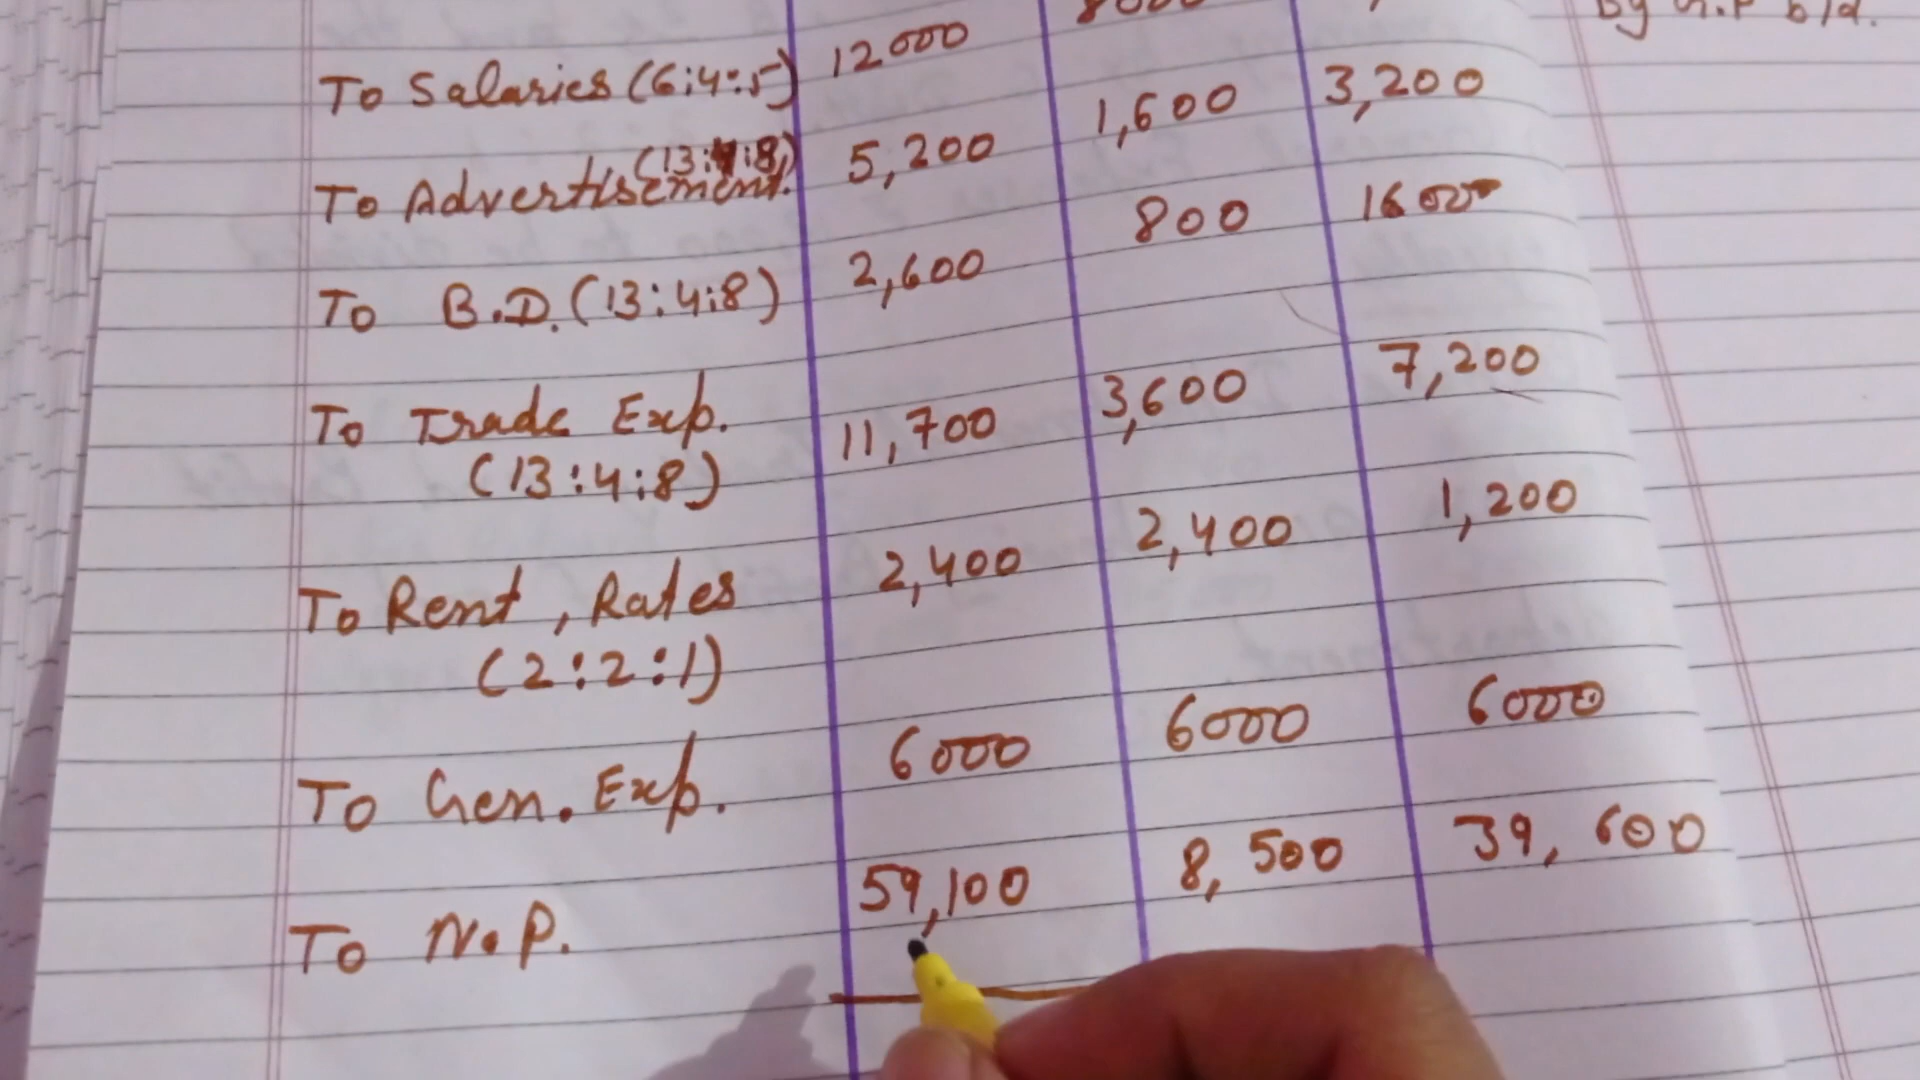 By G.P b/d.
To Salaries (6:4:5) 12000 8000
To Advertisement. (13:4:8) 5,200 1,600 3,200
To B.D. (13:4:8) 2,600 800 1600
To Trade Exp. 11,700 3,600 7,200
(13:4:8)
To Rent, Rates 2,400 2,400 1,200
(2:2:1)
To Gen. Exp. 6000 6000 6000
To N.P. 59,100 8,500 39,600